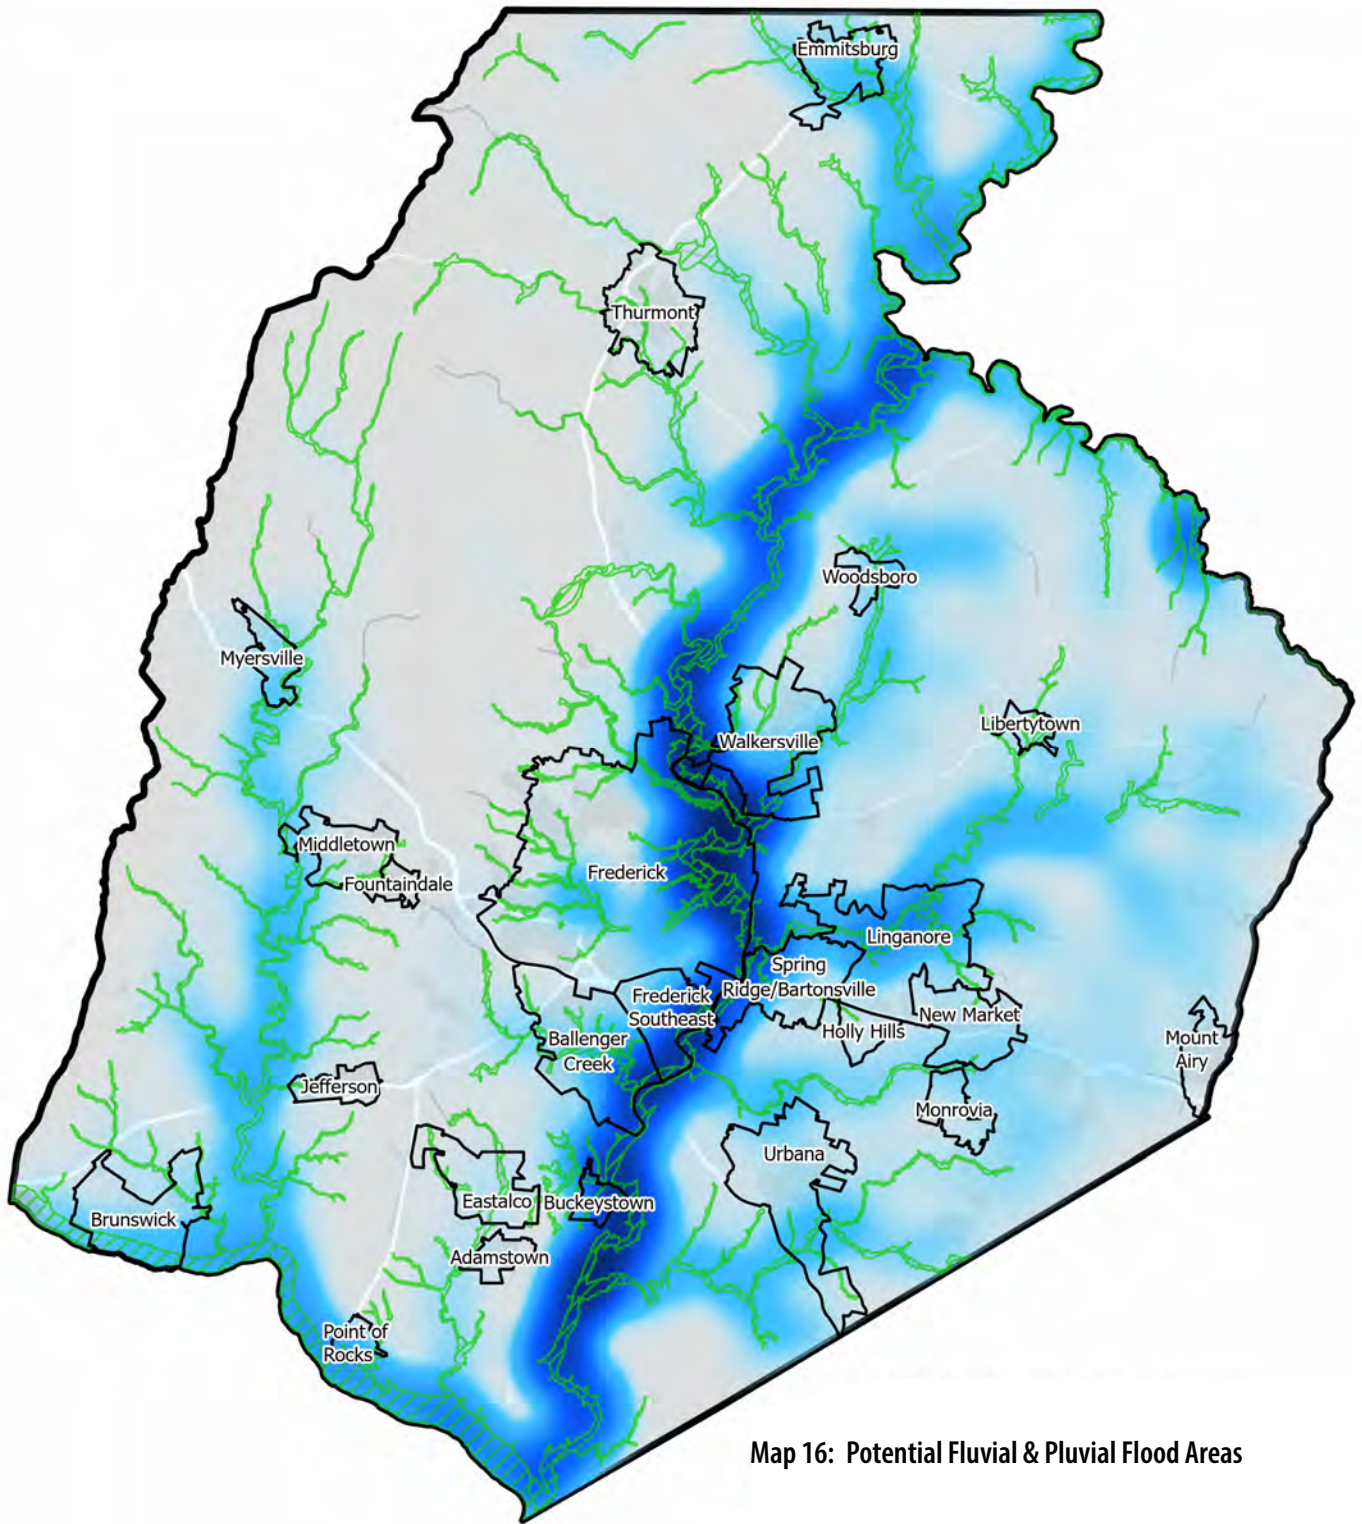 Emmitsburg
Thurmont
Woodsboro
Myersville
Libertytown
Walkersville
Middletown
Frederick
Fountaindale
Linganore
Spring
Ridge/Bartonsville
Frederick
Southeast
New Market
Holly Hills
Ballenger
Creek
Mount
Airy
Jefferson
Monrovia
Urbana
Eastalco
Buckeystown
Brunswick
Adamstown
Point of
Rocks
Map 16: Potential Fluvial & Pluvial Flood Areas